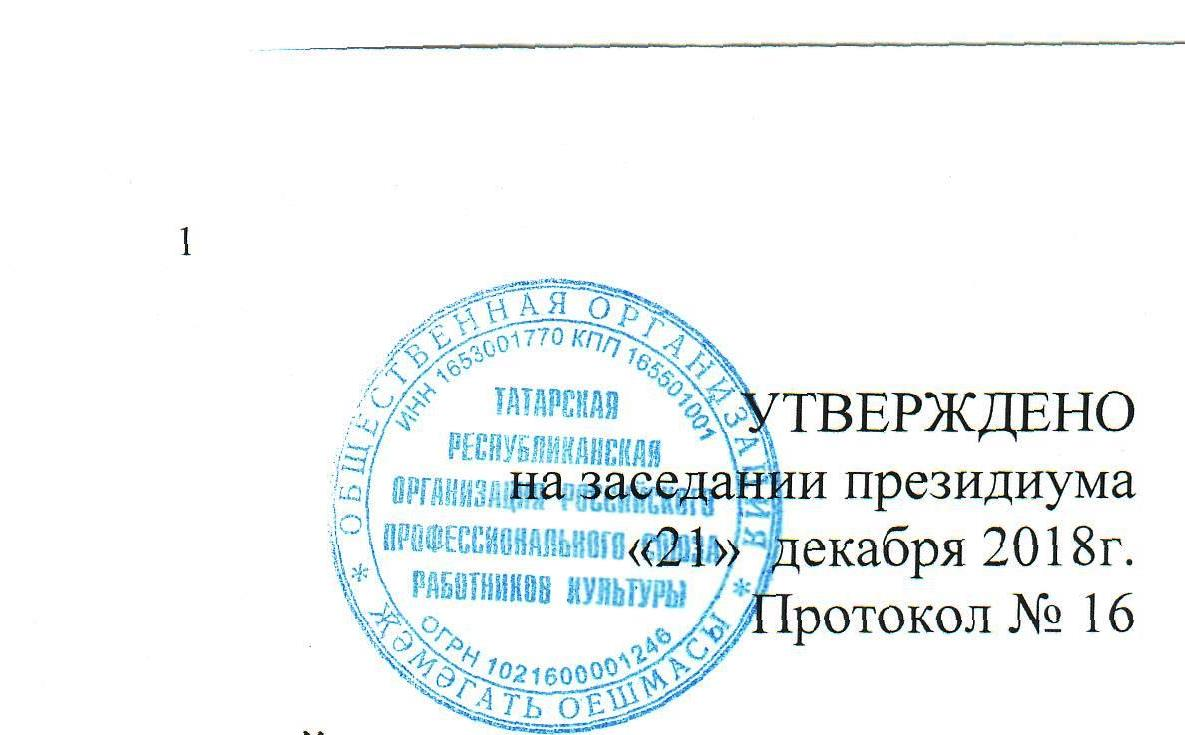 1
ОБЩЕСТВЕННАЯ ОРГАНИЗАЦИЯ
ИНН 1653001770 КПП 165501001
ТАТАРСКАЯ
РЕСПУБЛИКАНСКАЯ
ОРГАНИЗАЦИЯ РОССИЙСКОГО
ПРОФЕССИОНАЛЬНОГО СОЮЗА
РАБОТНИКОВ КУЛЬТУРЫ
ОГРН 1021600001246
* ҖӘМӘГАТЬ ОЕШМАСЫ *
УТВЕРЖДЕНО
на заседании президиума
«21» декабря 2018г.
Протокол № 16